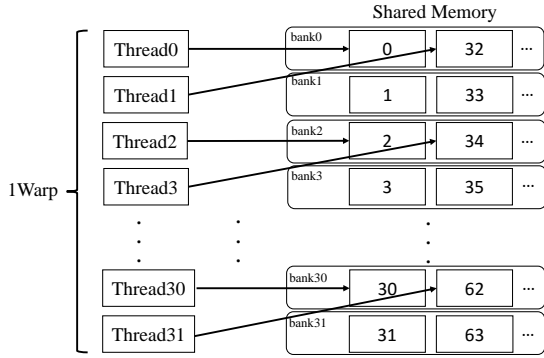 Shared Memory
Thread0 bank0 0 32 ...
Thread1 bank1 1 33 ...
Thread2 bank2 2 34 ...
Thread3 bank3 3 35 ...
1Warp
Thread30 bank30 30 62 ...
Thread31 bank31 31 63 ...